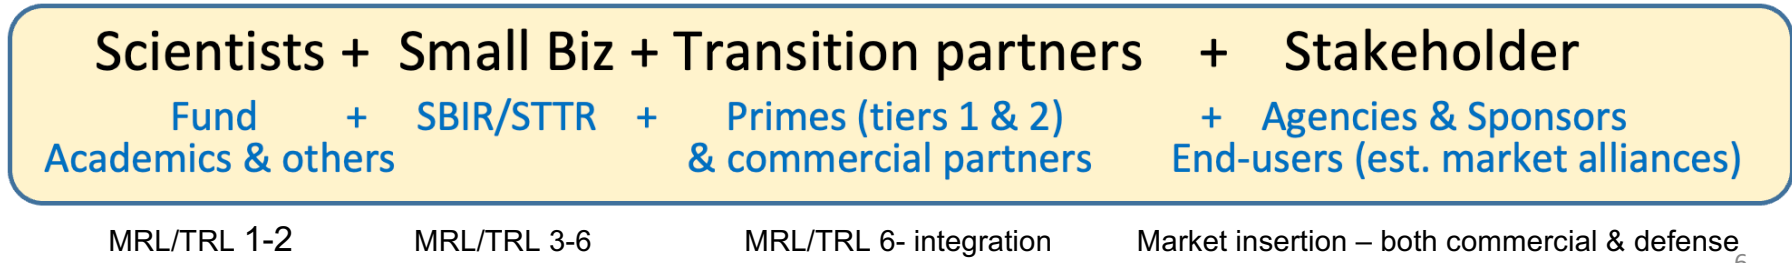 Scientists + Small Biz + Transition partners + Stakeholder
Fund + SBIR/STTR + Primes (tiers 1 & 2) + Agencies & Sponsors
Academics & others & commercial partners End-users (est. market alliances)
MRL/TRL 1-2 MRL/TRL 3-6 MRL/TRL 6- integration Market insertion – both commercial & defense